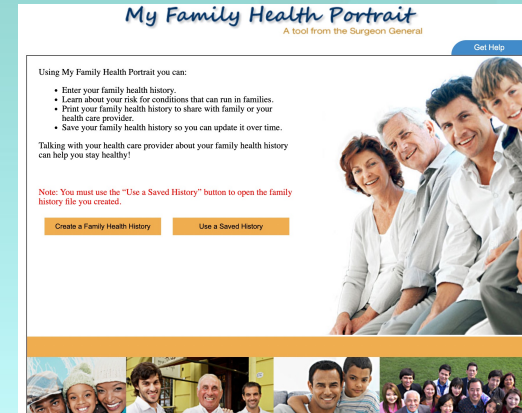 My Family Health Portrait
A tool from the Surgeon General
Get Help
Using My Family Health Portrait you can:
• Enter your family health history.
• Learn about your risk for conditions that can run in families.
• Print your family health history to share with family or your
health care provider.
• Save your family health history so you can update it over time.
Talking with your health care provider about your family health history
can help you stay healthy!
Note: You must use the “Use a Saved History” button to open the family
history file you created.
Create a Family Health History
Use a Saved History